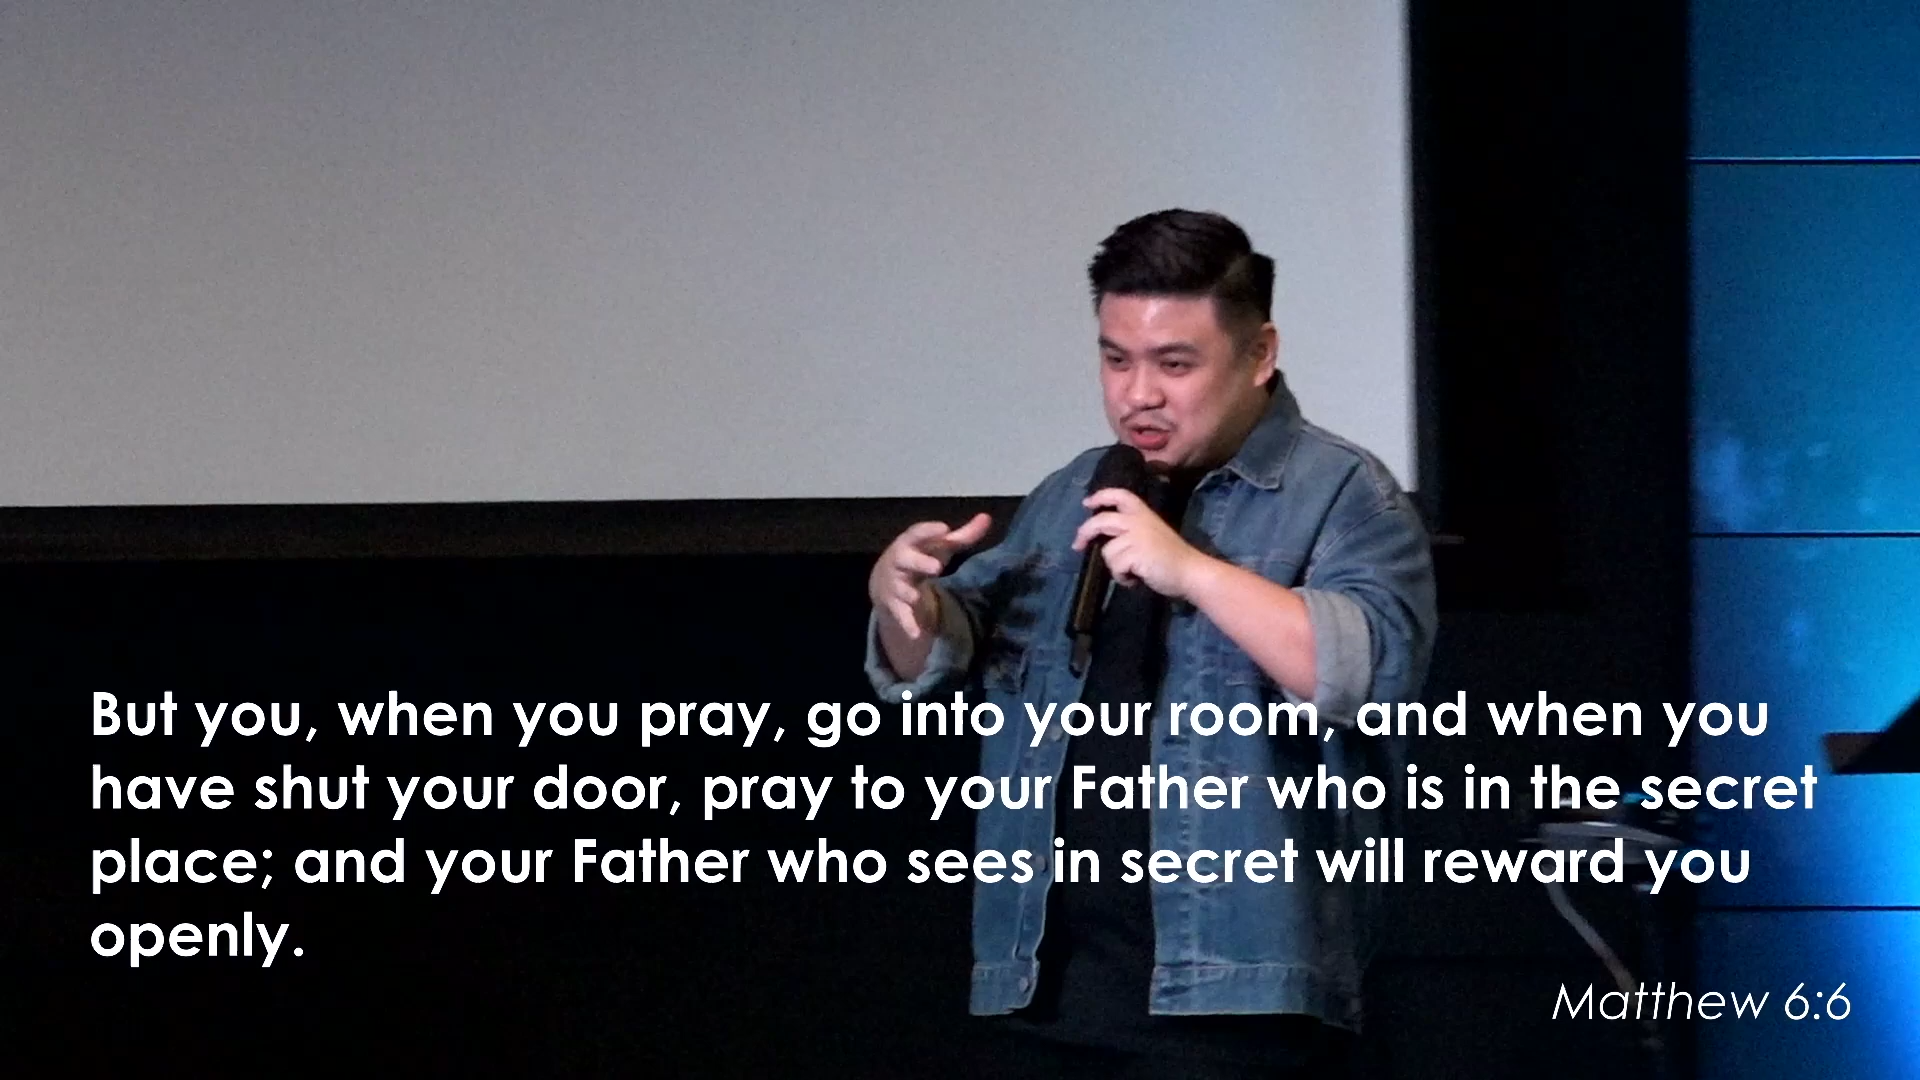 But you, when you pray, go into your room, and when you
have shut your door, pray to your Father who is in the secret
place; and your Father who sees in secret will reward you
openly.
Matthew 6:6